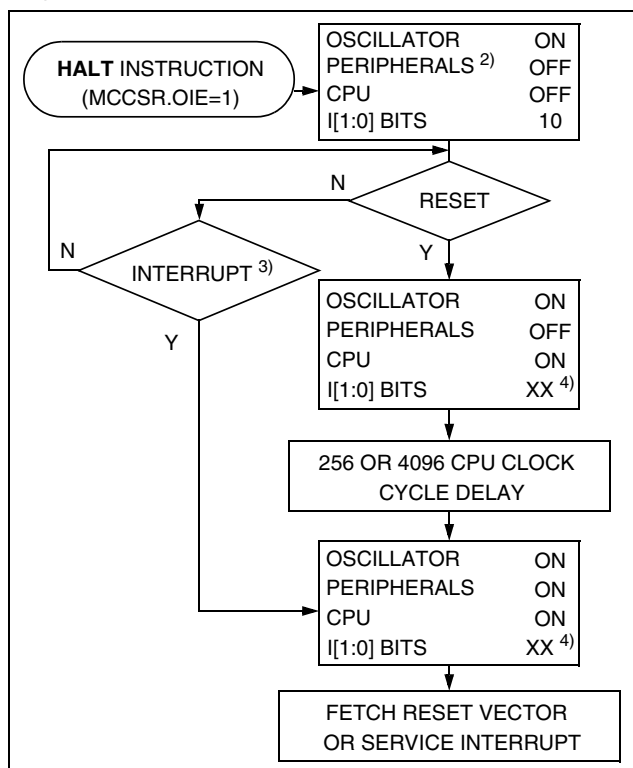 HALT INSTRUCTION
(MCCSR.OIE=1)
OSCILLATOR ON
PERIPHERALS 2) OFF
CPU OFF
I[1:0] BITS 10
N
RESET
N
INTERRUPT 3)
Y
Y
OSCILLATOR ON
PERIPHERALS OFF
CPU ON
I[1:0] BITS XX 4)
256 OR 4096 CPU CLOCK
CYCLE DELAY
OSCILLATOR ON
PERIPHERALS ON
CPU ON
I[1:0] BITS XX 4)
FETCH RESET VECTOR
OR SERVICE INTERRUPT